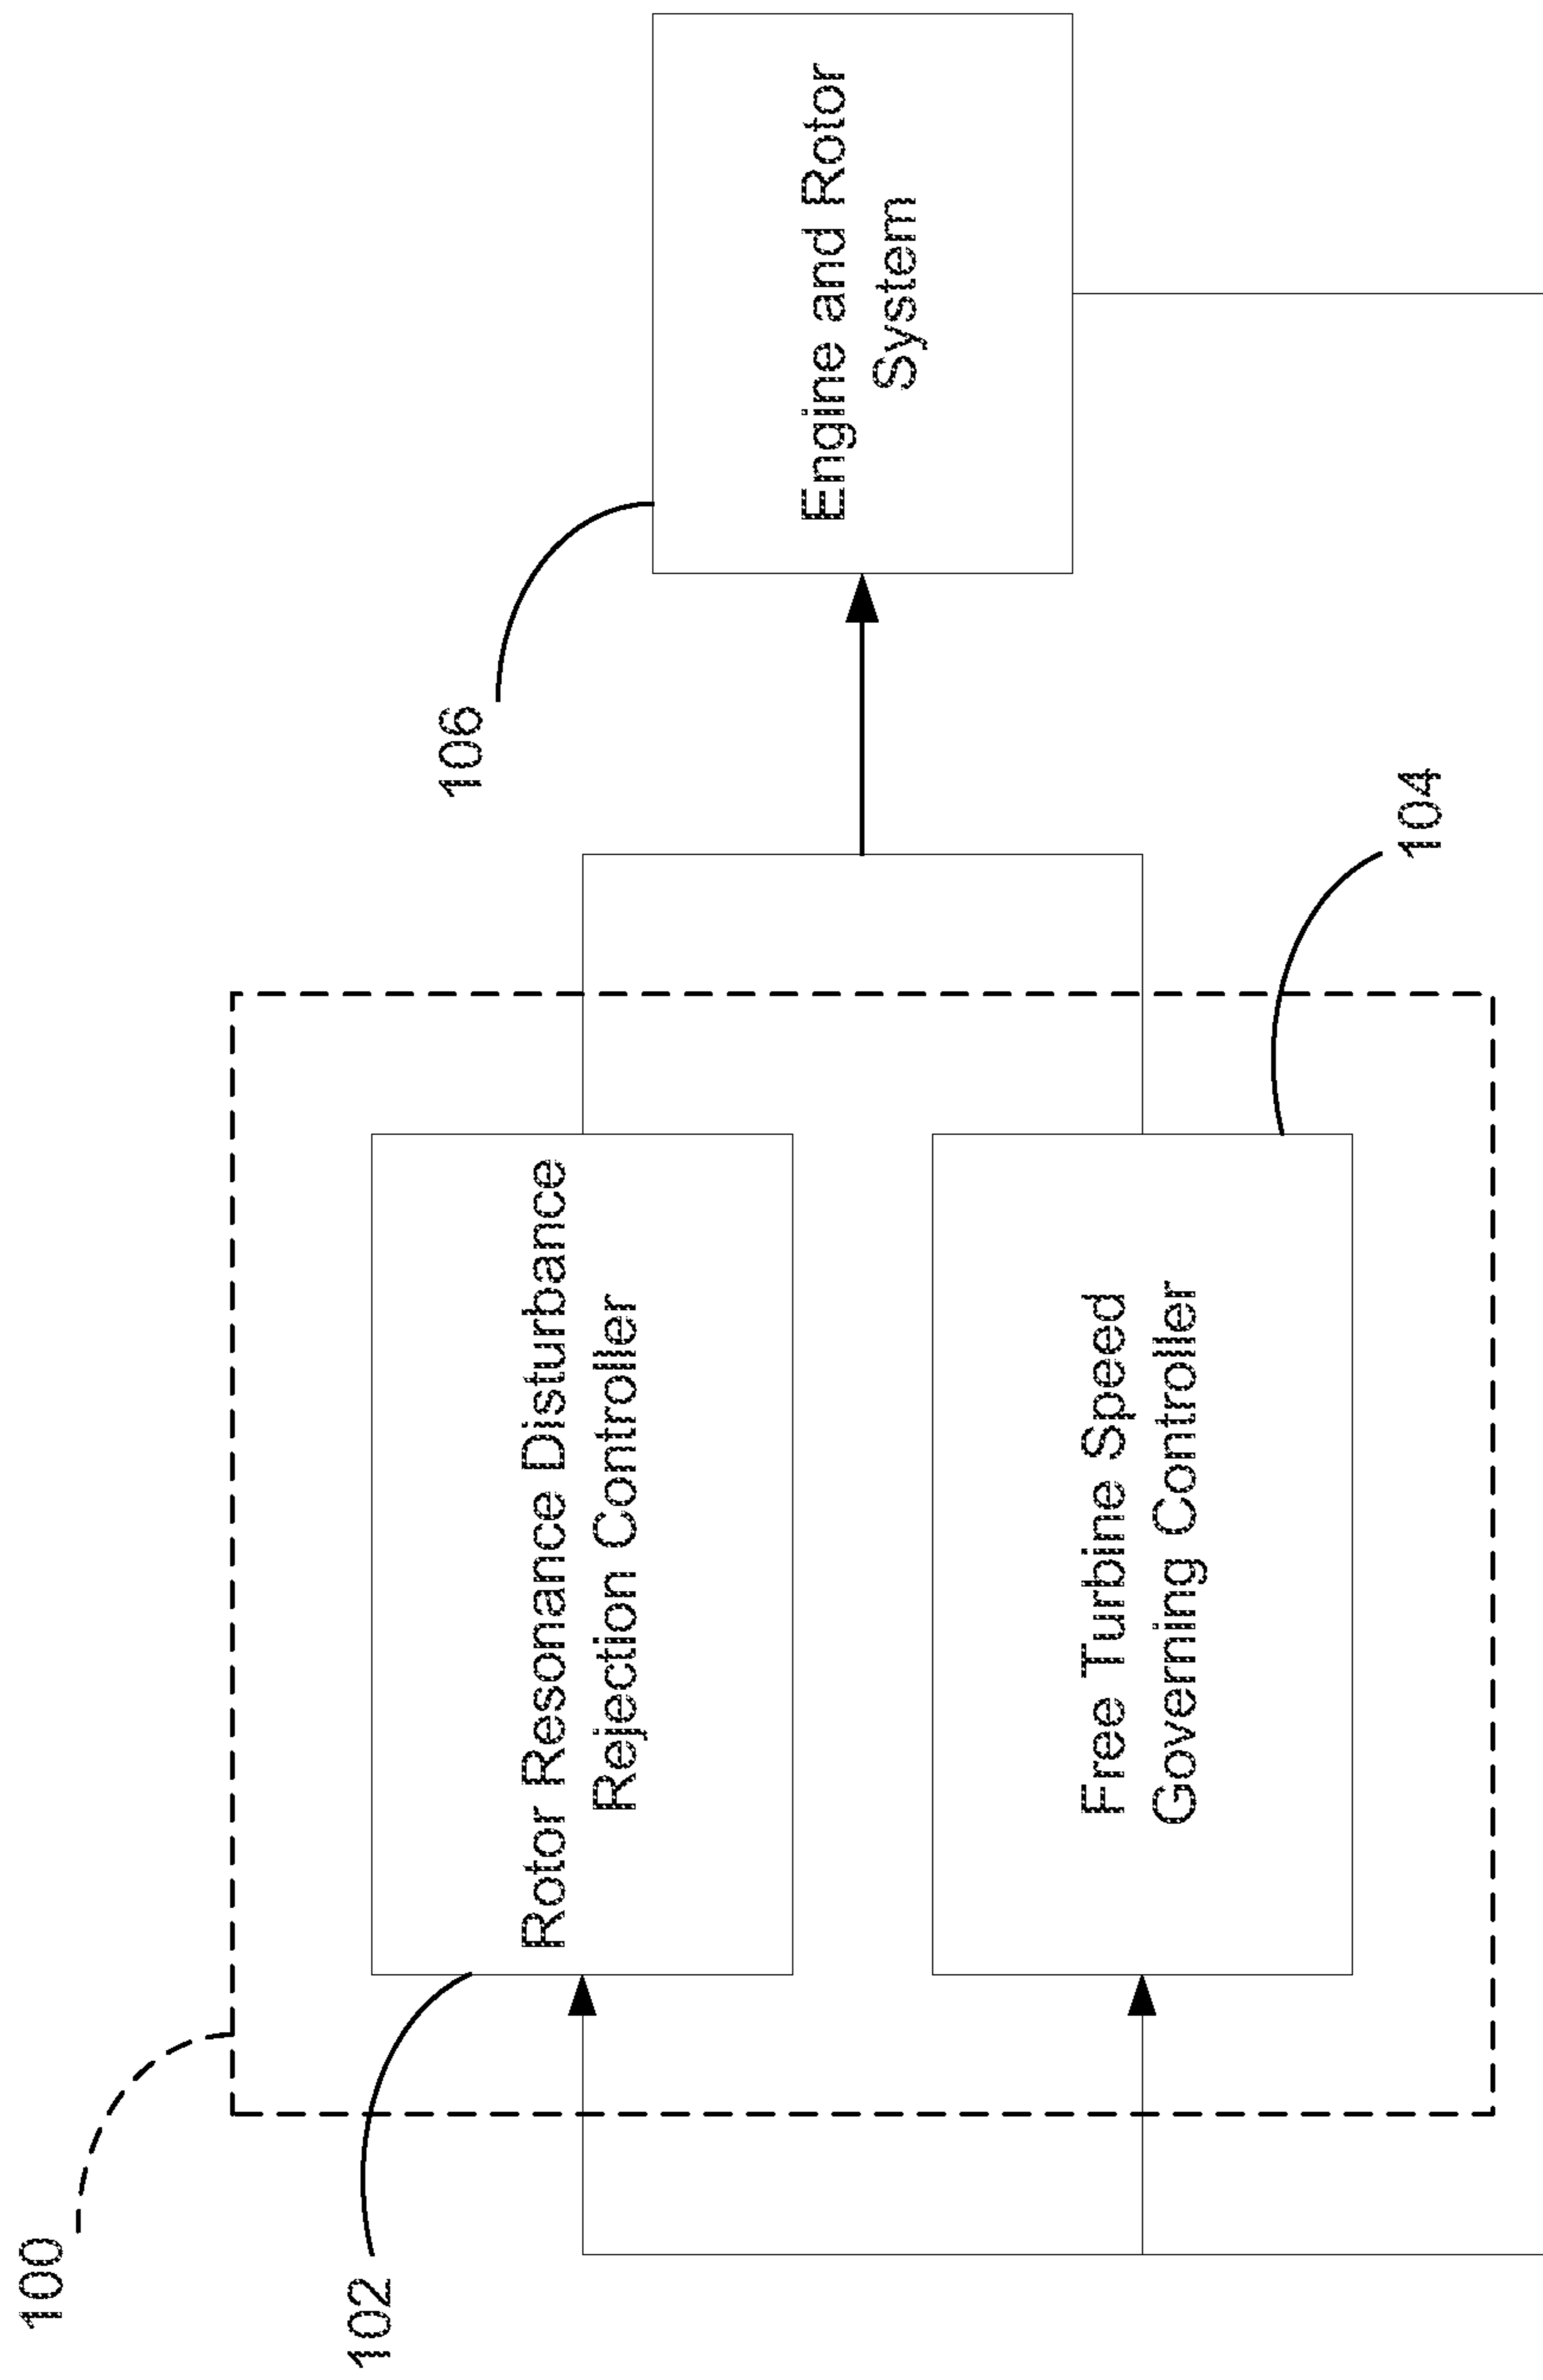 100
102
Rotor Resonance Disturbance
Rejection Controller
Free Turbine Speed
Governing Controller
104
106
Engine and Rotor
System